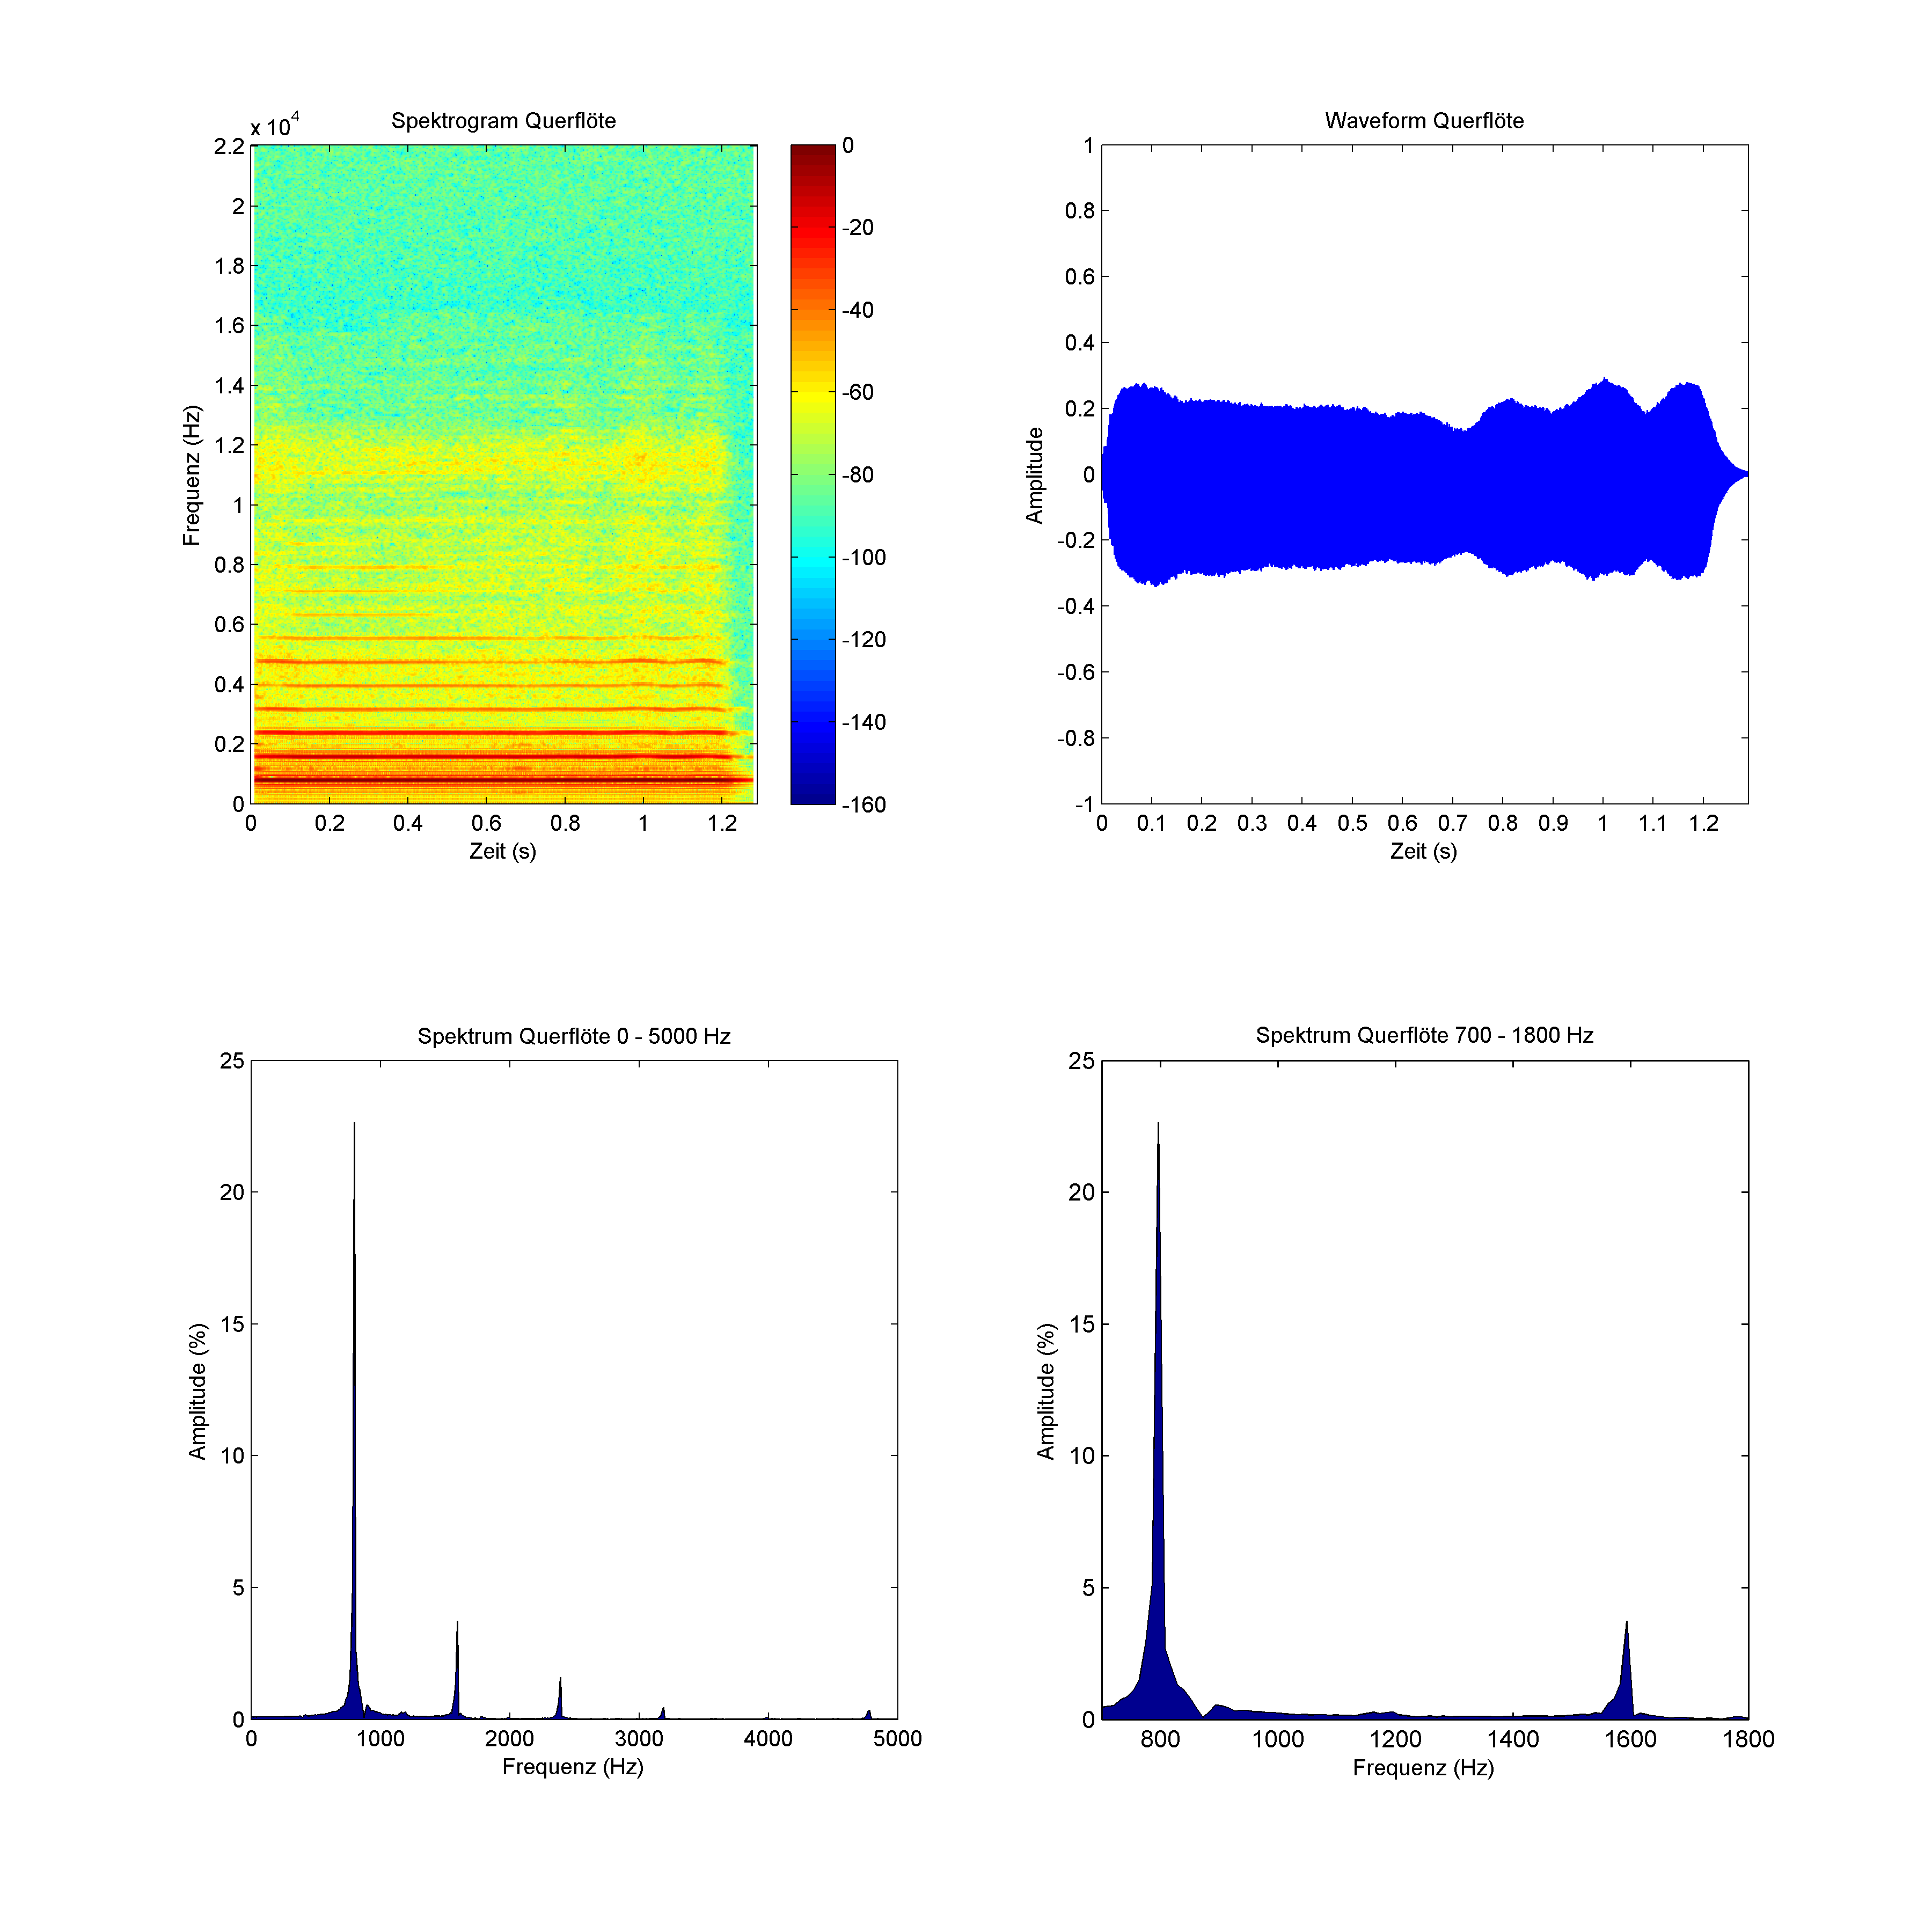 Spektrogram Querflöte
x 10^4
2.2
2
1.8
1.6
1.4
1.2
1
0.8
0.6
0.4
0.2
0
Frequenz (Hz)
0 0.2 0.4 0.6 0.8 1 1.2
Zeit (s)
0
-20
-40
-60
-80
-100
-120
-140
-160
Waveform Querflöte
1
0.8
0.6
0.4
0.2
0
-0.2
-0.4
-0.6
-0.8
-1
Amplitude
0 0.1 0.2 0.3 0.4 0.5 0.6 0.7 0.8 0.9 1 1.1 1.2
Zeit (s)
Spektrum Querflöte 0 - 5000 Hz
25
20
15
10
5
0
Amplitude (%)
0 1000 2000 3000 4000 5000
Frequenz (Hz)
Spektrum Querflöte 700 - 1800 Hz
25
20
15
10
5
0
Amplitude (%)
800 1000 1200 1400 1600 1800
Frequenz (Hz)